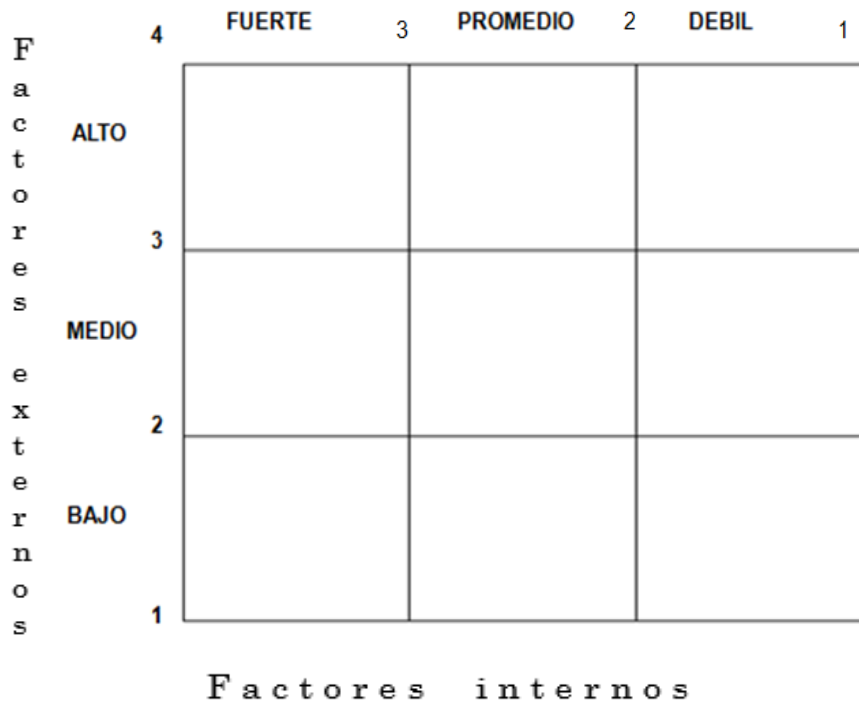 4 FUERTE 3 PROMEDIO 2 DEBIL 1
Factores externos
ALTO
3
MEDIO
2
BAJO
1
Factores internos